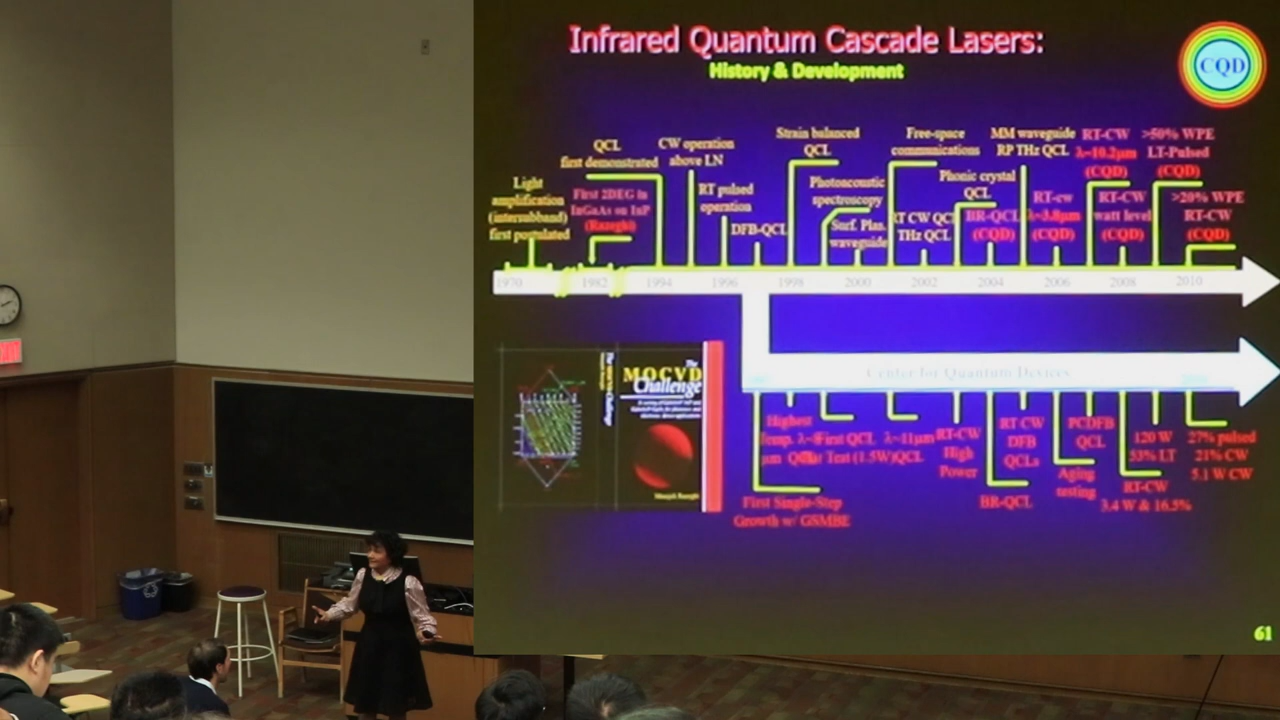 Infrared Quantum Cascade Lasers:
History & Development
CQD
Light
amplification
(intersubband)
first postulated
First 2DEG in
InGaAs on InP
(Razeghi)
QCL
first demonstrated
CW operation
above LN
RT pulsed
operation
DFB-QCL
Strain balanced
QCL
Photoacoustic
spectroscopy
Surf. Plas.
waveguide
Free-space
communications
RT CW QCL
THz QCL
Phonic crystal
QCL
BR-QCL
(CQD)
MM waveguide
RP THz QCL
RT-cw
λ~3.8μm
(CQD)
RT-CW
λ~10.2μm
(CQD)
RT-CW
watt level
(CQD)
>50% WPE
LT-Pulsed
(CQD)
>20% WPE
RT-CW
(CQD)
1970 1982 1994 1996 1998 2000 2002 2004 2006 2008 2010
Center for Quantum Devices
The
MOCVD
Challenge
Manijeh Razeghi
First Single-Step
Growth w/ GSMBE
Highest
Temp. λ~8
μm
First QCL
Test (1.5W)
λ~11μm
QCL
RT-CW
High
Power
BR-QCL
RT CW
DFB
QCLs
Aging
testing
PCDFB
QCL
RT-CW
3.4 W & 16.5%
120 W
53% LT
27% pulsed
21% CW
5.1 W CW
61